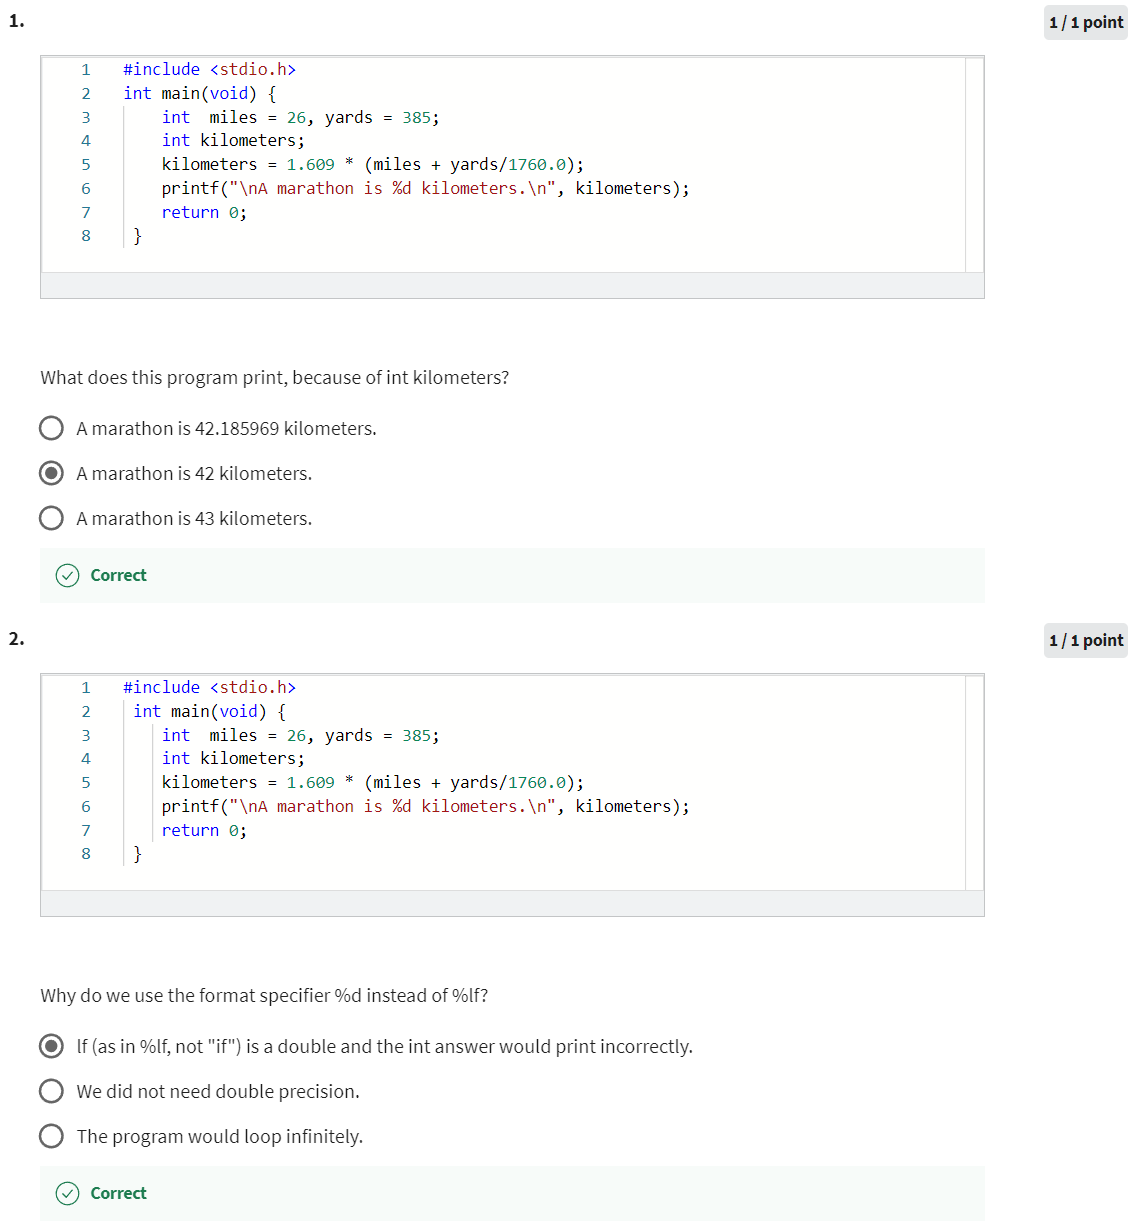 1.
1 / 1 point
1 #include <stdio.h>
2 int main(void) {
3 int  miles = 26, yards = 385;
4 int kilometers;
5 kilometers = 1.609 * (miles + yards/1760.0);
6 printf("\nA marathon is %d kilometers.\n", kilometers);
7 return 0;
8 }
What does this program print, because of int kilometers?
A marathon is 42.185969 kilometers.
A marathon is 42 kilometers.
A marathon is 43 kilometers.
Correct
2.
1 / 1 point
1 #include <stdio.h>
2 int main(void) {
3 int  miles = 26, yards = 385;
4 int kilometers;
5 kilometers = 1.609 * (miles + yards/1760.0);
6 printf("\nA marathon is %d kilometers.\n", kilometers);
7 return 0;
8 }
Why do we use the format specifier %d instead of %lf?
lf (as in %lf, not "if") is a double and the int answer would print incorrectly.
We did not need double precision.
The program would loop infinitely.
Correct